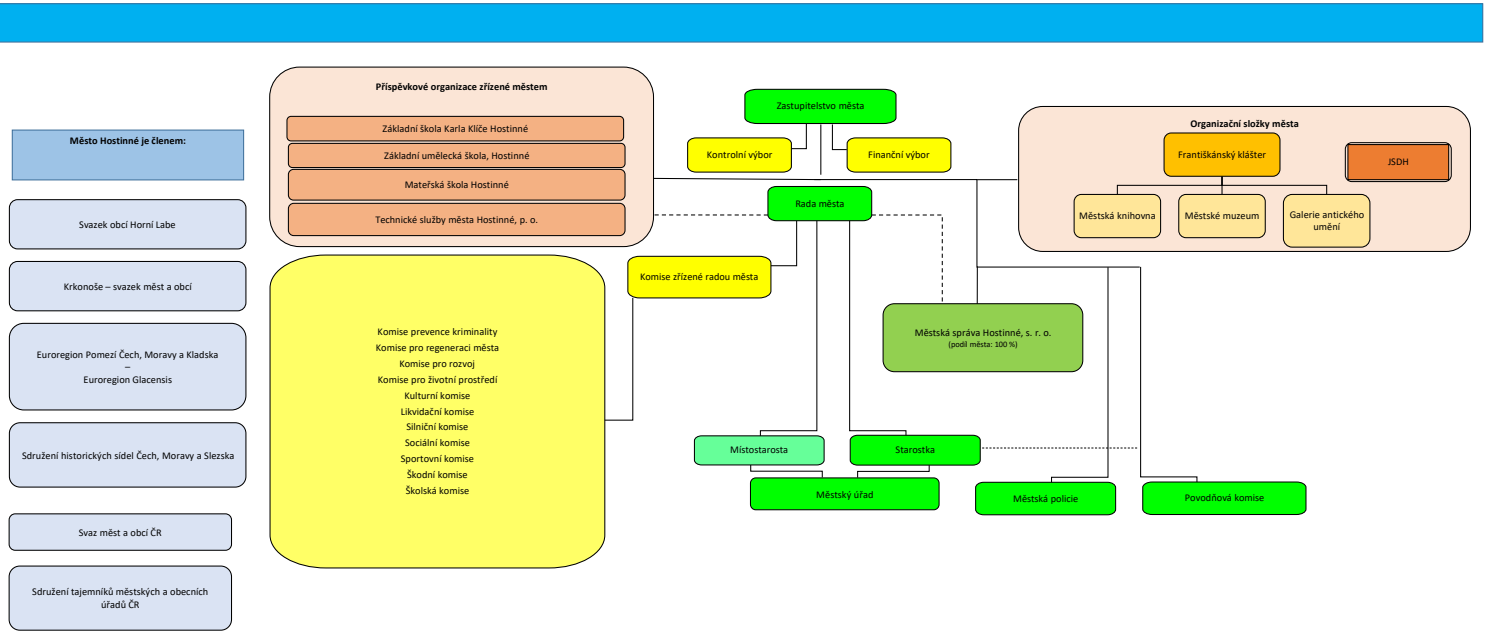 Město Hostinné je členem:
Svazek obcí Horní Labe
Krkonoše – svazek měst a obcí
Euroregion Pomezí Čech, Moravy a Kladska
–
Euroregion Glacensis
Sdružení historických sídel Čech, Moravy a Slezska
Svaz měst a obcí ČR
Sdružení tajemníků městských a obecních
úřadů ČR
Příspěvkové organizace zřízené městem
Základní škola Karla Klíče Hostinné
Základní umělecká škola, Hostinné
Mateřská škola Hostinné
Technické služby města Hostinné, p. o.
Komise prevence kriminality
Komise pro regeneraci města
Komise pro rozvoj
Komise pro životní prostředí
Kulturní komise
Likvidační komise
Silniční komise
Sociální komise
Sportovní komise
Škodní komise
Školská komise
Zastupitelstvo města
Kontrolní výbor
Finanční výbor
Rada města
Komise zřízené radou města
Městská správa Hostinné, s. r. o.
(podíl města: 100 %)
Místostarosta
Starostka
Městský úřad
Městská policie
Povodňová komise
Organizační složky města
Františkánský klášter
JSDH
Městská knihovna
Městské muzeum
Galerie antického
umění